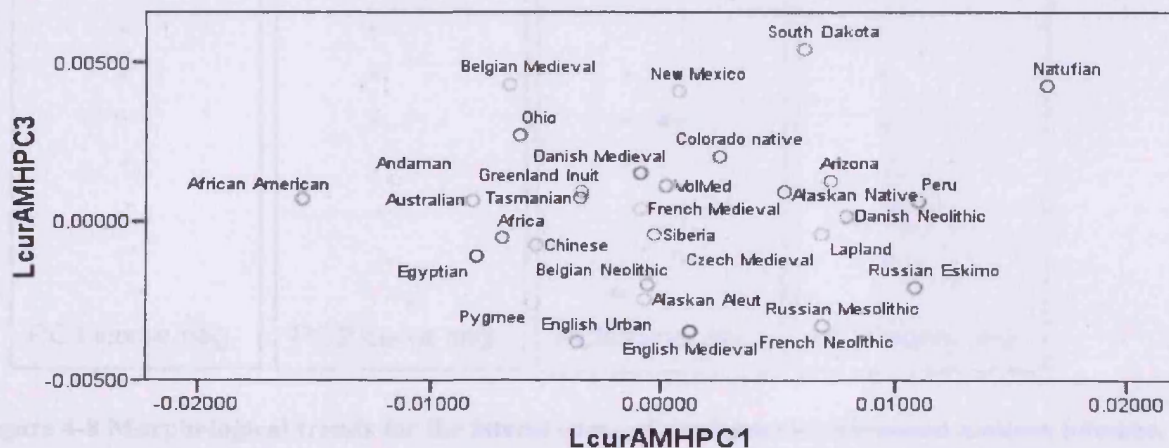 South Dakota
Belgian Medieval
New Mexico
Natufian
0.00500
Ohio
Colorado native
Danish Medieval
Arizona
Andaman
Greenland Inuit
African American
VolMed
Alaskan Native
Peru
Australian
Tasmanian
French Medieval
Danish Neolithic
0.00000
Africa
Siberia
Chinese
Lapland
Egyptian
Belgian Neolithic
Czech Medieval
Russian Eskimo
Alaskan Aleut
Russian Mesolithic
Pygmee
English Urban
English Medieval
French Neolithic
-0.00500
LcurAMHPC3
-0.02000 -0.01000 0.00000 0.01000 0.02000
LcurAMHPC1